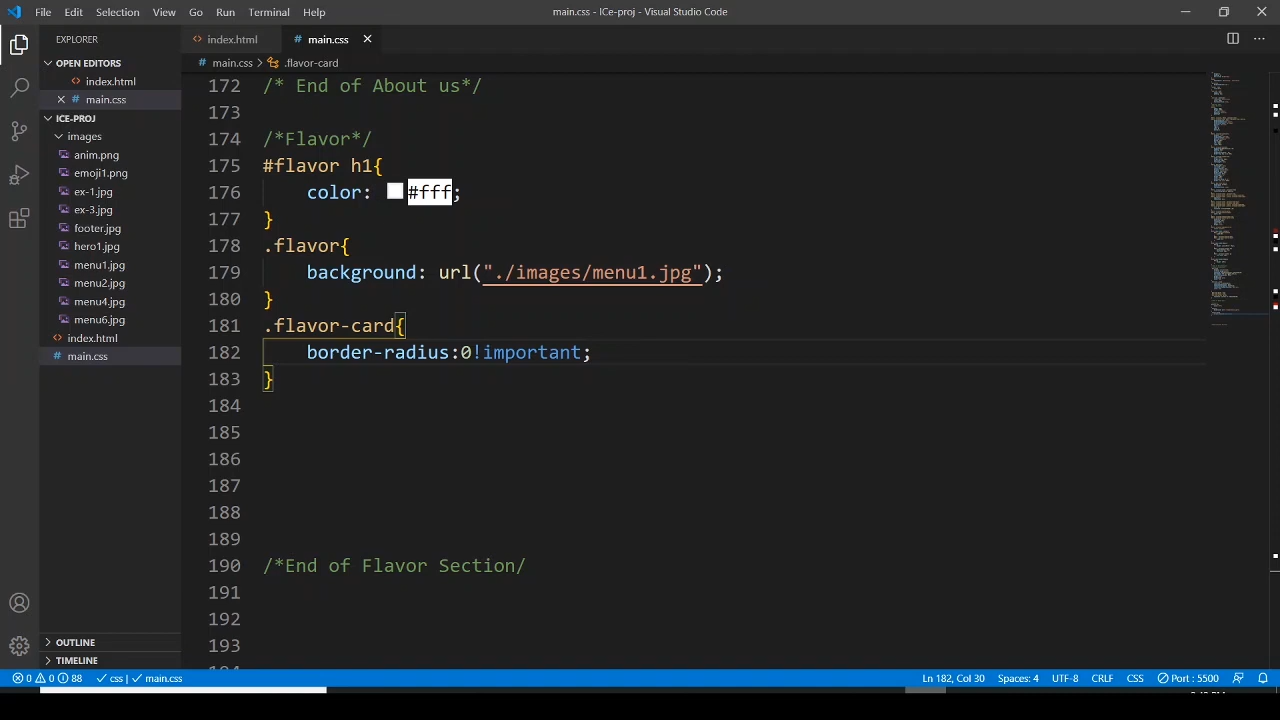 File Edit Selection View Go Run Terminal Help
main.css - ICe-proj - Visual Studio Code
EXPLORER
OPEN EDITORS
index.html
main.css
ICE-PROJ
images
anim.png
emoji1.png
ex-1.jpg
ex-3.jpg
footer.jpg
hero1.jpg
menu1.jpg
menu2.jpg
menu4.jpg
menu6.jpg
index.html
main.css
OUTLINE
TIMELINE
index.html
main.css
main.css > .flavor-card
172 /* End of About us*/
173
174 /*Flavor*/
175 #flavor h1{
176 color: #fff;
177 }
178 .flavor{
179 background: url("./images/menu1.jpg");
180 }
181 .flavor-card{
182 border-radius:0!important;
183 }
184
185
186
187
188
189
190 /*End of Flavor Section/
191
192
193
0 0 88 css | main.css
Ln 182, Col 30 Spaces: 4 UTF-8 CRLF CSS Port : 5500